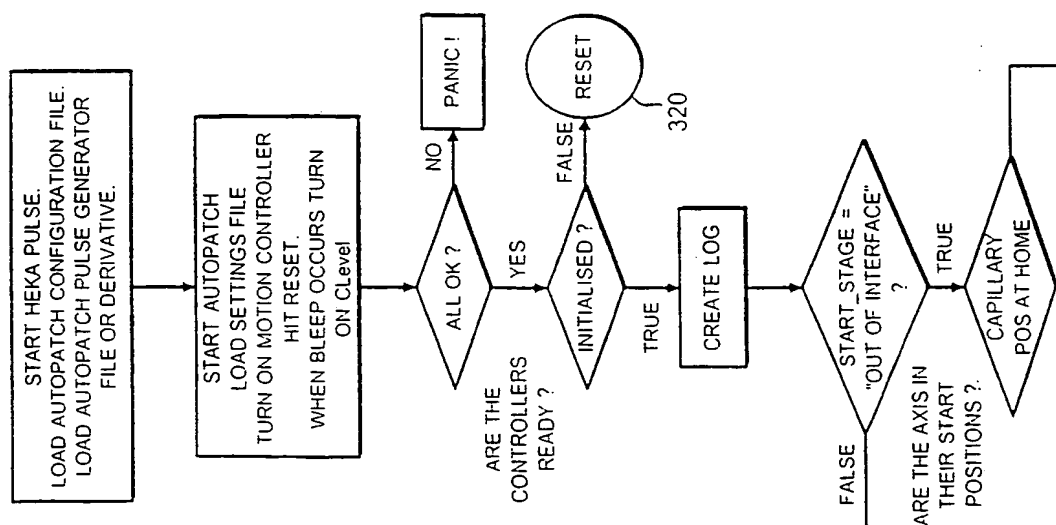 START HEKA PULSE.
LOAD AUTOPATCH CONFIGURATION FILE.
LOAD AUTOPATCH PULSE GENERATOR
FILE OR DERIVATIVE.
START AUTOPATCH
LOAD SETTINGS FILE
TURN ON MOTION CONTROLLER
HIT RESET.
WHEN BLEEP OCCURS TURN
ON CLevel
ALL OK ?
NO
PANIC !
YES
ARE THE
CONTROLLERS
READY ?
INITIALISED ?
FALSE
RESET
320
TRUE
CREATE LOG
START_STAGE =
"OUT OF INTERFACE"
?
FALSE
TRUE
ARE THE AXIS IN
THEIR START
POSITIONS ?.
CAPILLARY
POS AT HOME